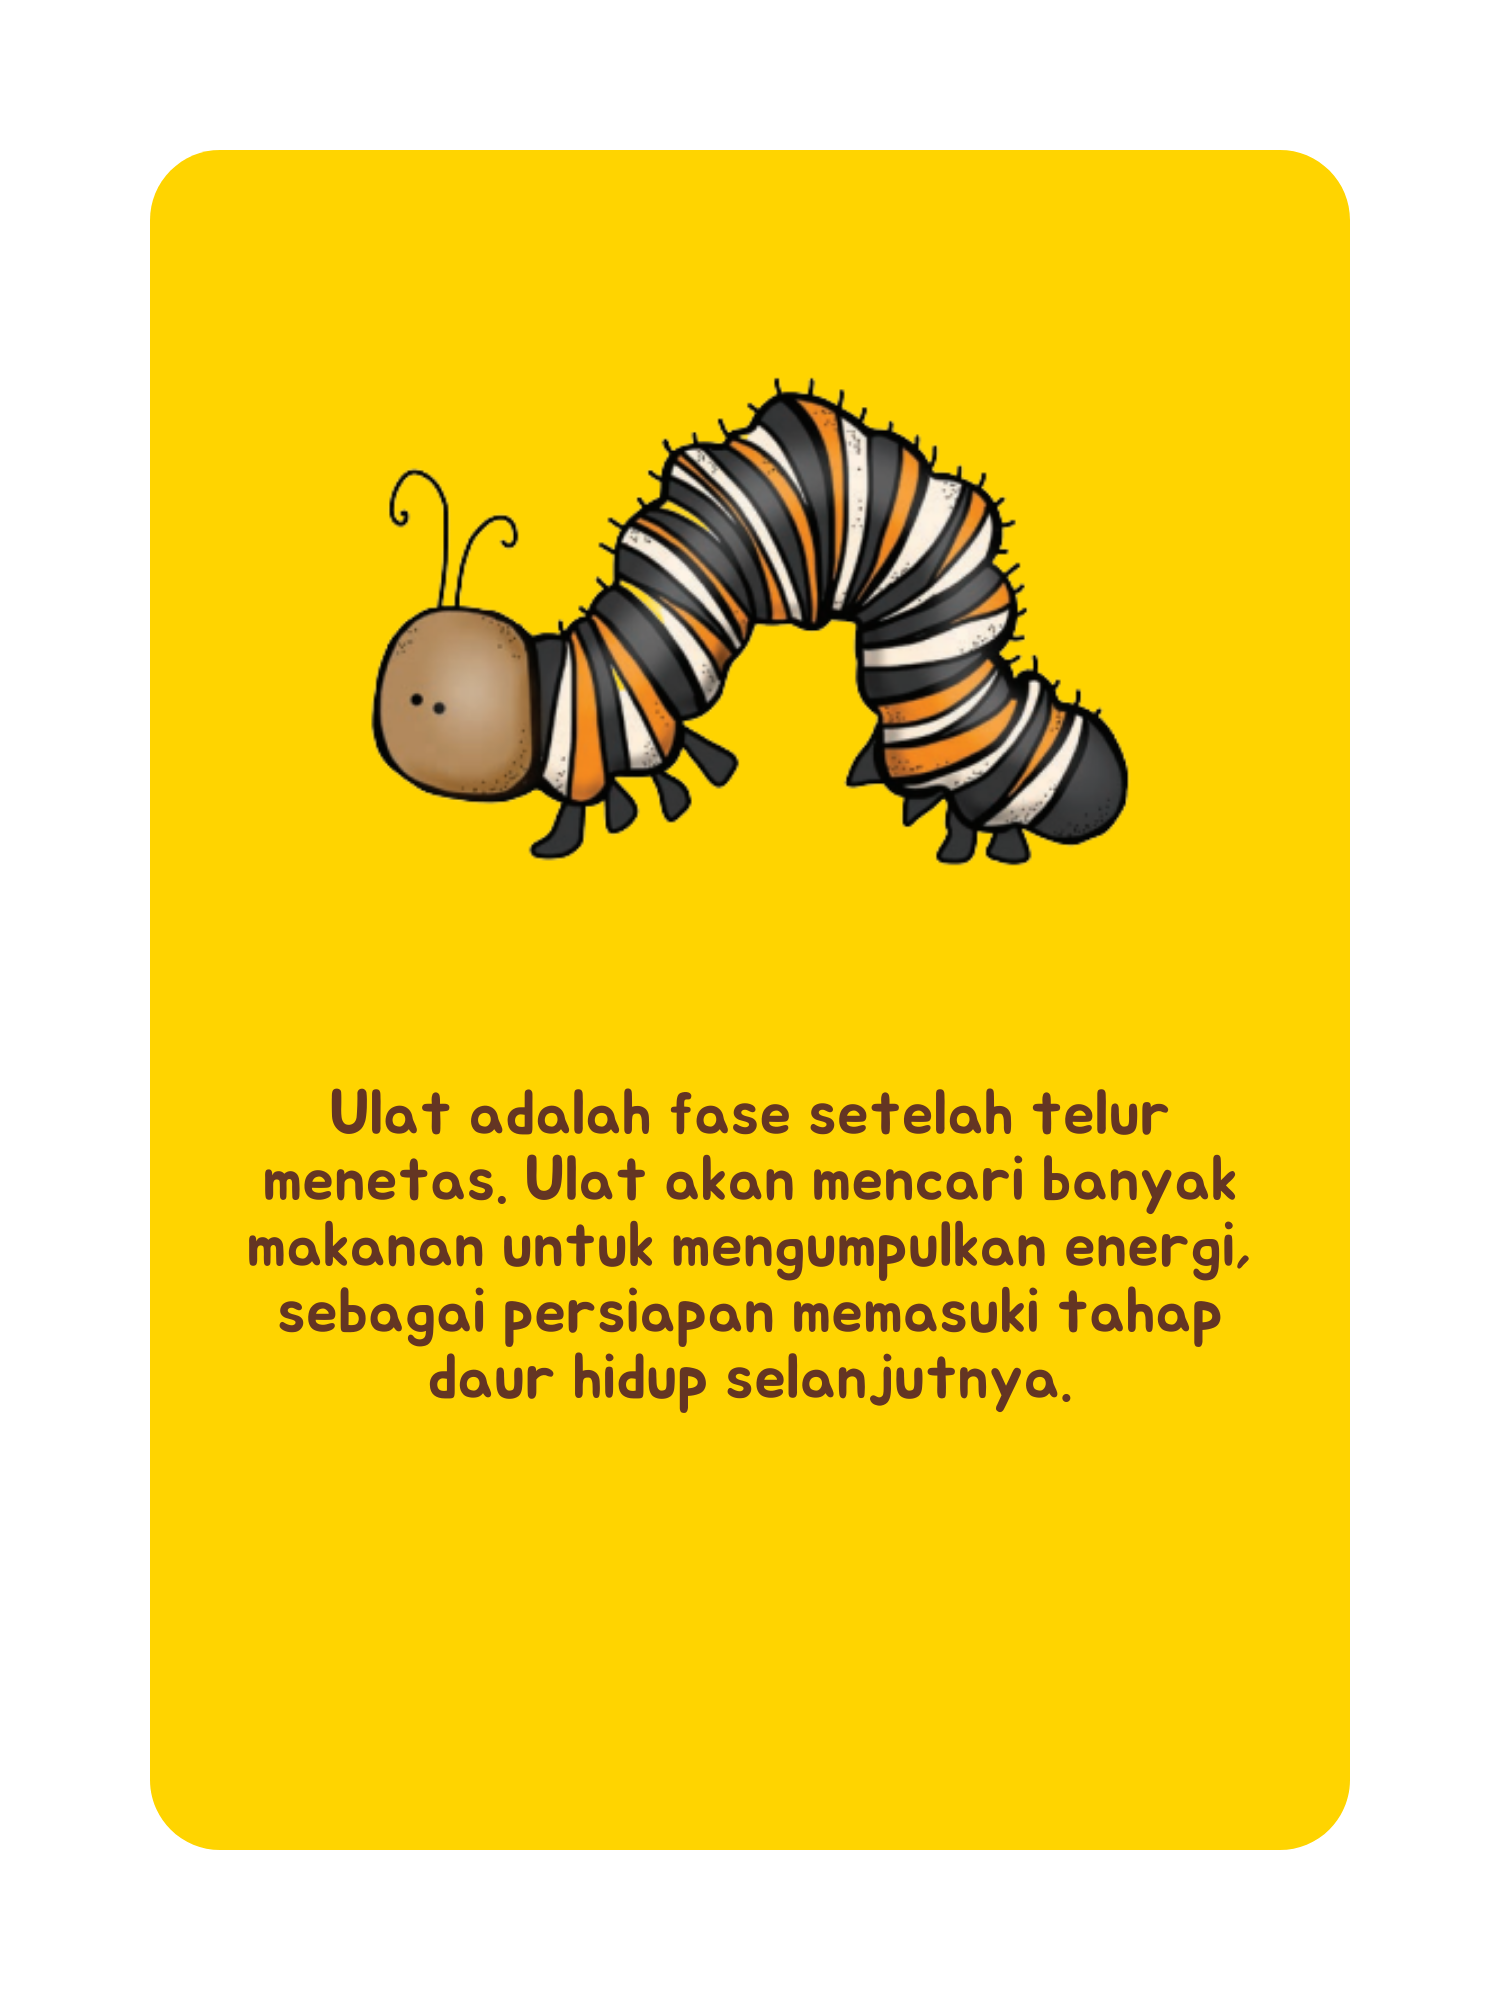 Ulat adalah fase setelah telur
menetas. Ulat akan mencari banyak
makanan untuk mengumpulkan energi,
sebagai persiapan memasuki tahap
daur hidup selanjutnya.